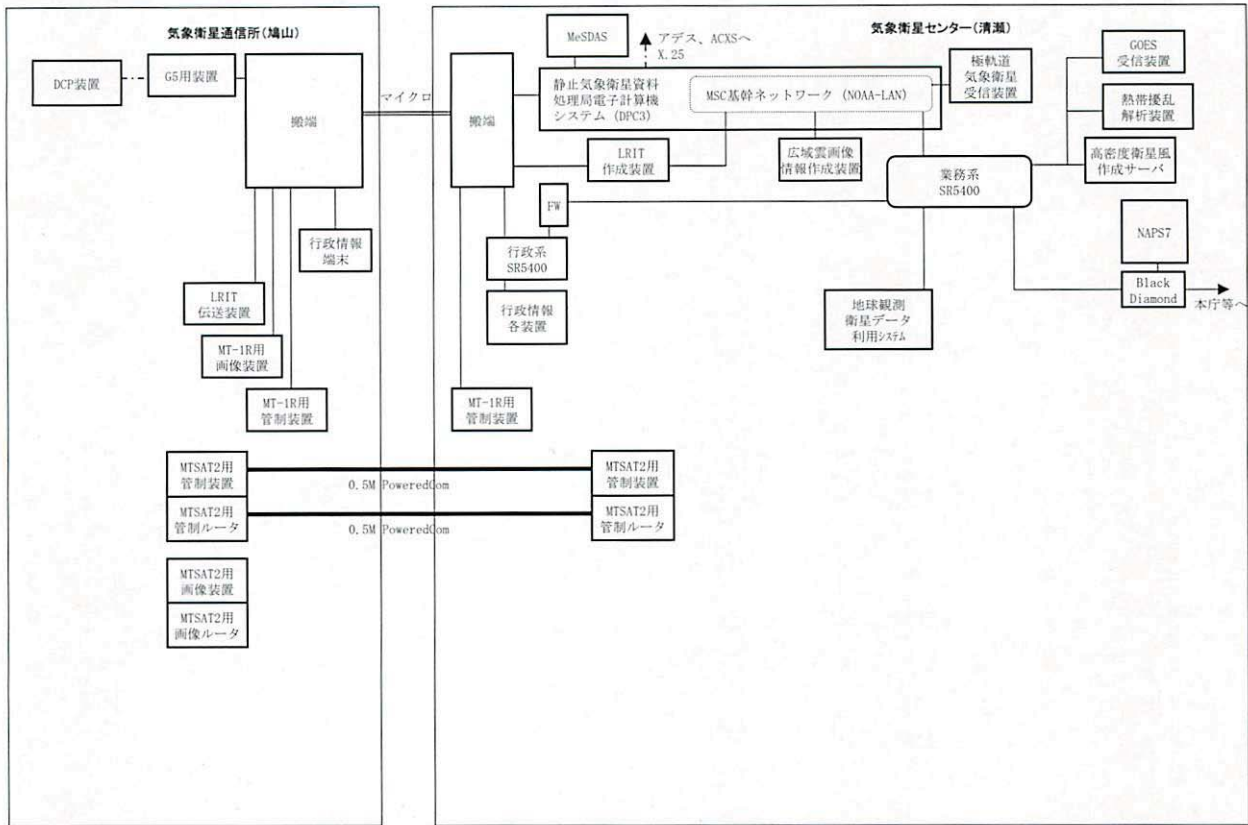 気象衛星通信所(鳩山)
DCP装置
G5用装置
搬端
行政情報
端末
LRIT
伝送装置
MT-1R用
画像装置
MT-1R用
管制装置
MTSAT2用
管制装置
MTSAT2用
管制ルータ
MTSAT2用
画像装置
MTSAT2用
画像ルータ
マイクロ
0.5M PoweredCom
0.5M PoweredCom
気象衛星センター(清瀬)
MeSDAS
アデス、ACXSへ
X.25
搬端
静止気象衛星資料
処理局電子計算機
システム (DPC3)
MSC基幹ネットワーク (NOAA-LAN)
極軌道
気象衛星
受信装置
GOES
受信装置
熱帯擾乱
解析装置
高密度衛星風
作成サーバ
LRIT
作成装置
広域雲画像
情報作成装置
業務系
SR5400
FW
行政系
SR5400
行政情報
各装置
NAPS7
Black
Diamond
本庁等へ
地球観測
衛星データ
利用システム
MT-1R用
管制装置
MTSAT2用
管制装置
MTSAT2用
管制ルータ